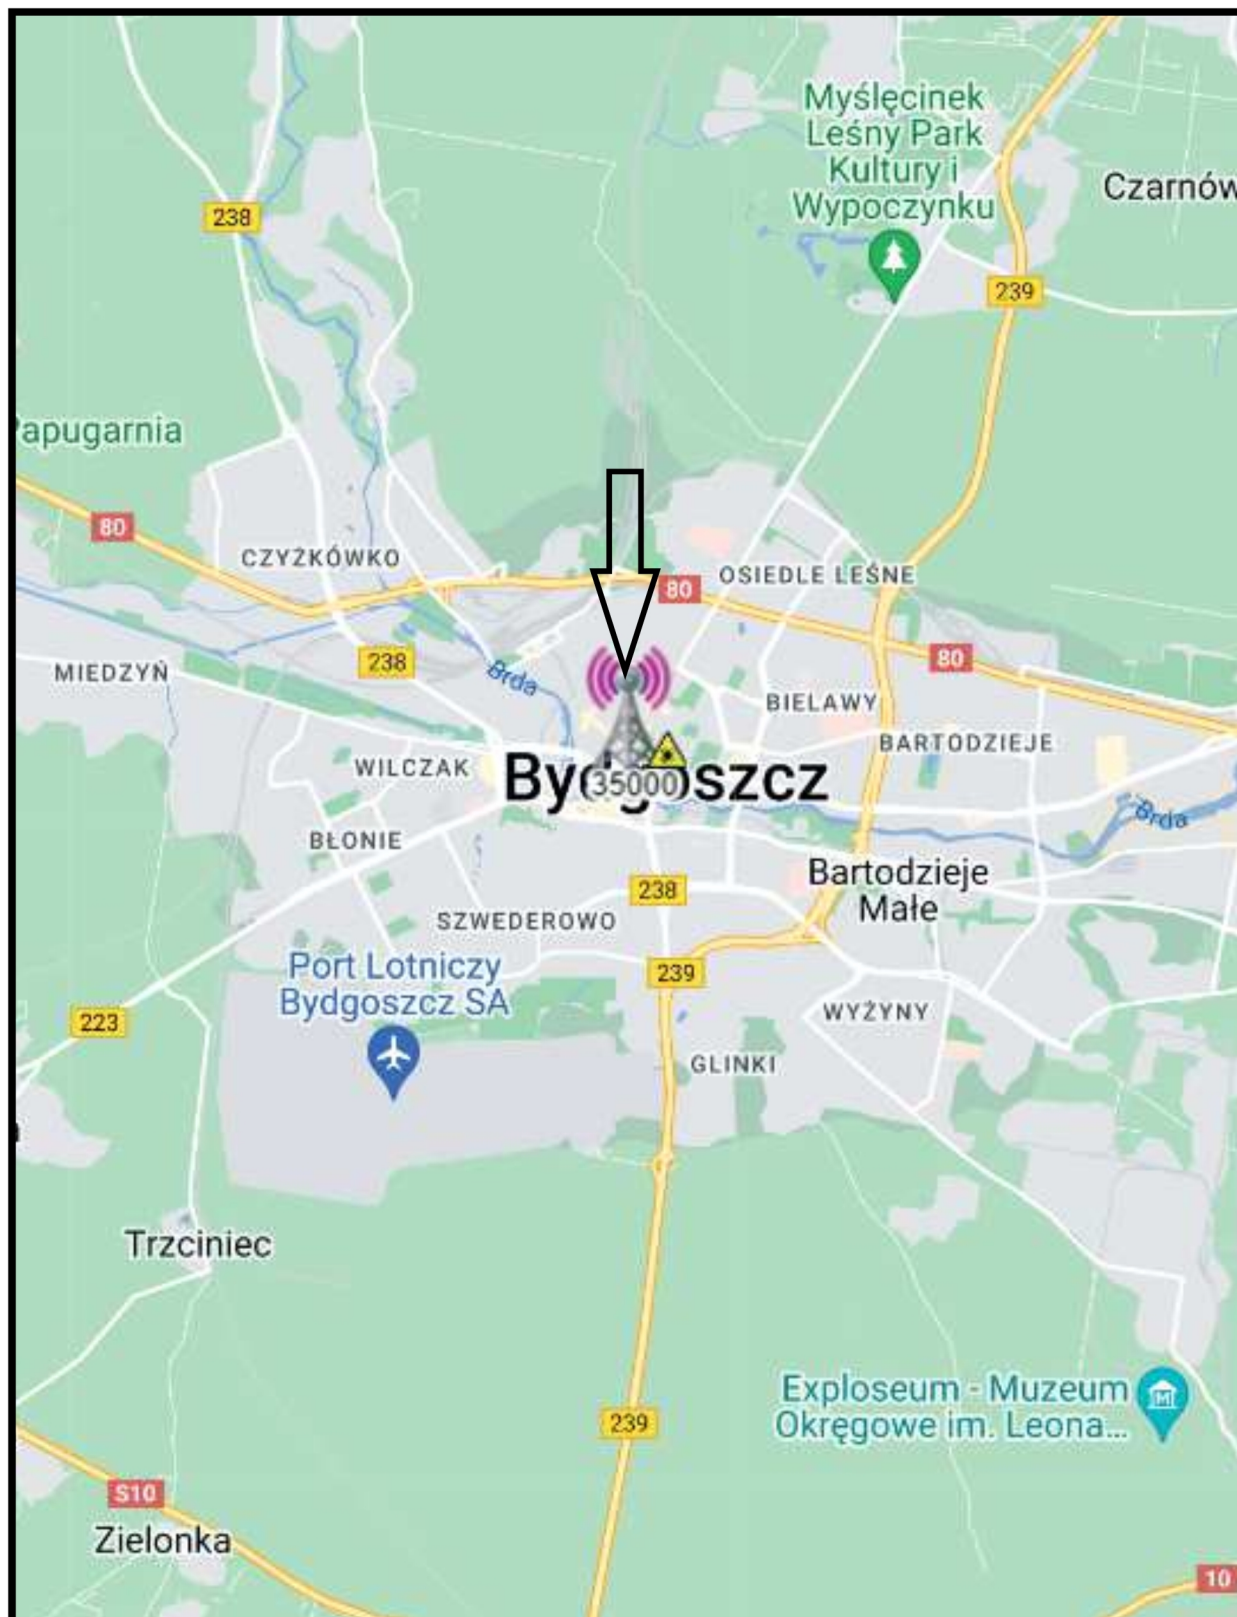 Myślęcinek
Leśny Park
Kultury i
Wypoczynku
Czarnów
238
239
apugarnia
80
CZYŻKÓWKO
80
OSIEDLE LEŚNE
80
238
MIEDZYŃ
Brda
BIELAWY
BARTODZIEJE
WILCZAK
Bydgoszcz
(35000)
Brda
BŁONIE
Bartodzieje
Małe
238
SZWEDEROWO
Port Lotniczy
Bydgoszcz SA
239
223
WYŻYNY
GLINKI
Trzciniec
Exploseum - Muzeum
Okręgowe im. Leona...
M
239
S10
Zielonka
10